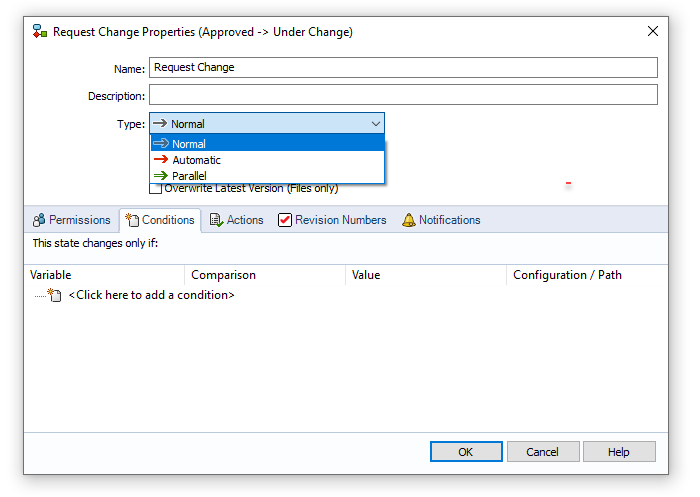 Request Change Properties (Approved -> Under Change)
Name: Request Change
Description:
Type: Normal
Normal
Automatic
Parallel
Overwrite Latest Version (Files only)
Permissions Conditions Actions Revision Numbers Notifications
This state changes only if:
Variable Comparison Value Configuration / Path
<Click here to add a condition>
OK Cancel Help